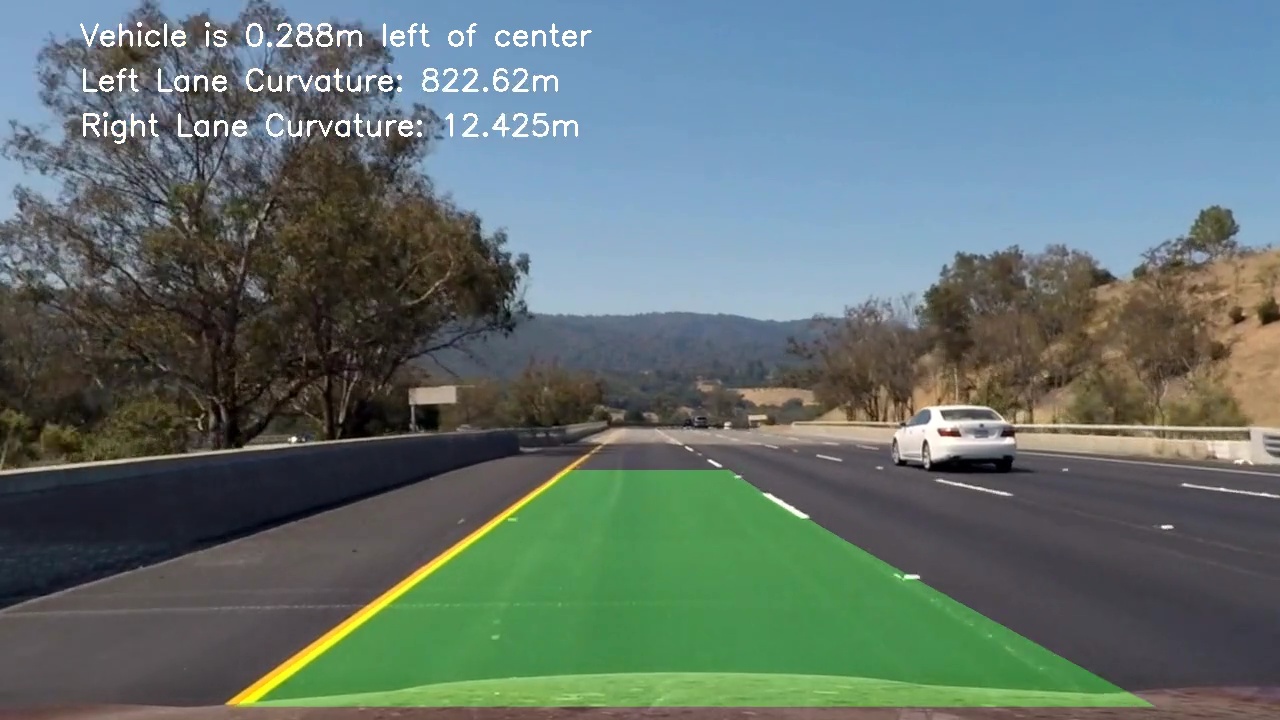 Vehicle is 0.288m left of center
Left Lane Curvature: 822.62m
Right Lane Curvature: 12.425m